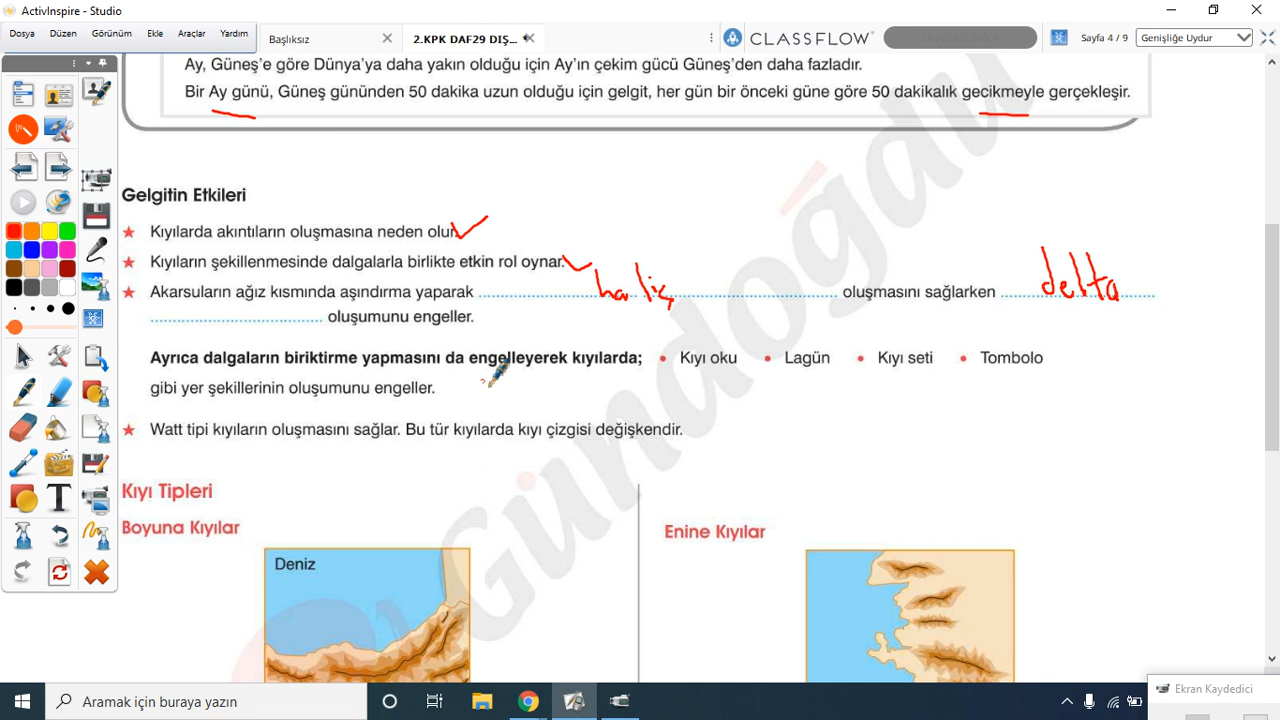 ActivInspire - Studio
Dosya Düzen Görünüm Ekle Araçlar Yardım
Başlıksız
2.KPK DAF29 DIŞ...
CLASSFLOW
Sayfa 4 / 9
Genişliğe Uydur
Ay, Güneş'e göre Dünya'ya daha yakın olduğu için Ay'ın çekim gücü Güneş'den daha fazladır.
Bir Ay günü, Güneş gününden 50 dakika uzun olduğu için gelgit, her gün bir önceki güne göre 50 dakikalık gecikmeyle gerçekleşir.
Gelgitin Etkileri
★ Kıyılarda akıntıların oluşmasına neden olur.
★ Kıyıların şekillenmesinde dalgalarla birlikte etkin rol oynar.
★ Akarsuların ağız kısmında aşındırma yaparak haliç oluşmasını sağlarken delta
oluşumunu engeller.
Ayrıca dalgaların biriktirme yapmasını da engelleyerek kıyılarda; • Kıyı oku • Lagün • Kıyı seti • Tombolo
gibi yer şekillerinin oluşumunu engeller.
★ Watt tipi kıyıların oluşmasını sağlar. Bu tür kıyılarda kıyı çizgisi değişkendir.
Kıyı Tipleri
Boyuna Kıyılar
Enine Kıyılar
Deniz
Gündoğdu
Aramak için buraya yazın
Ekran Kaydedici